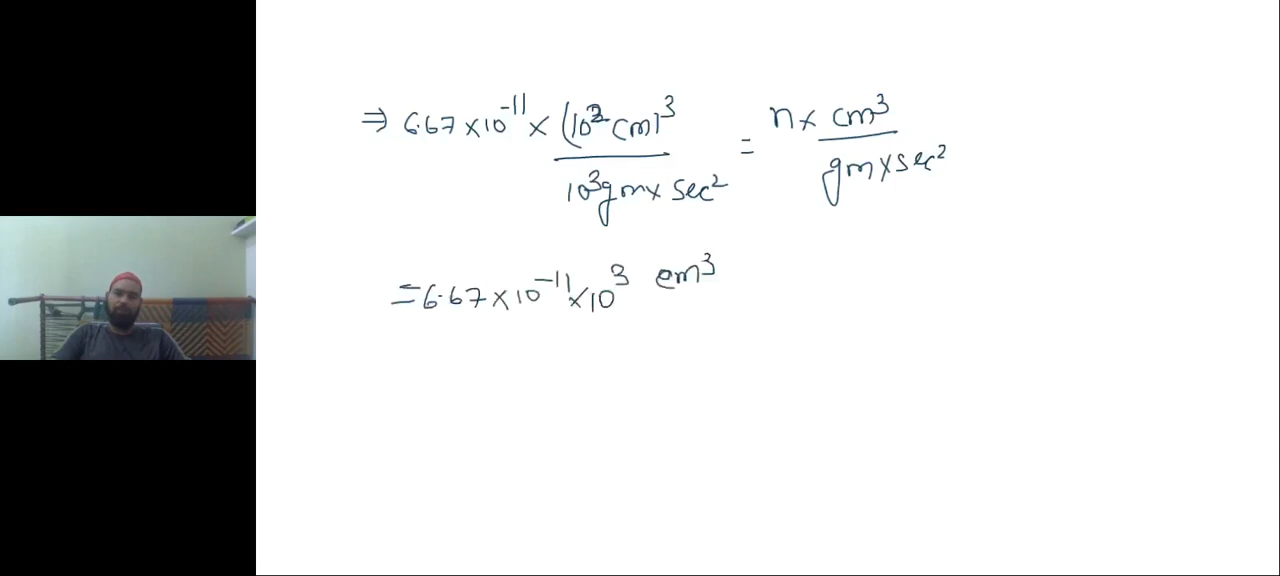 ⇒ 6.67 × 10⁻¹¹ × (10² cm)³ / 10³ gm × sec² = n × cm³ / gm × sec²
= 6.67 × 10⁻¹¹ × 10³ cm³